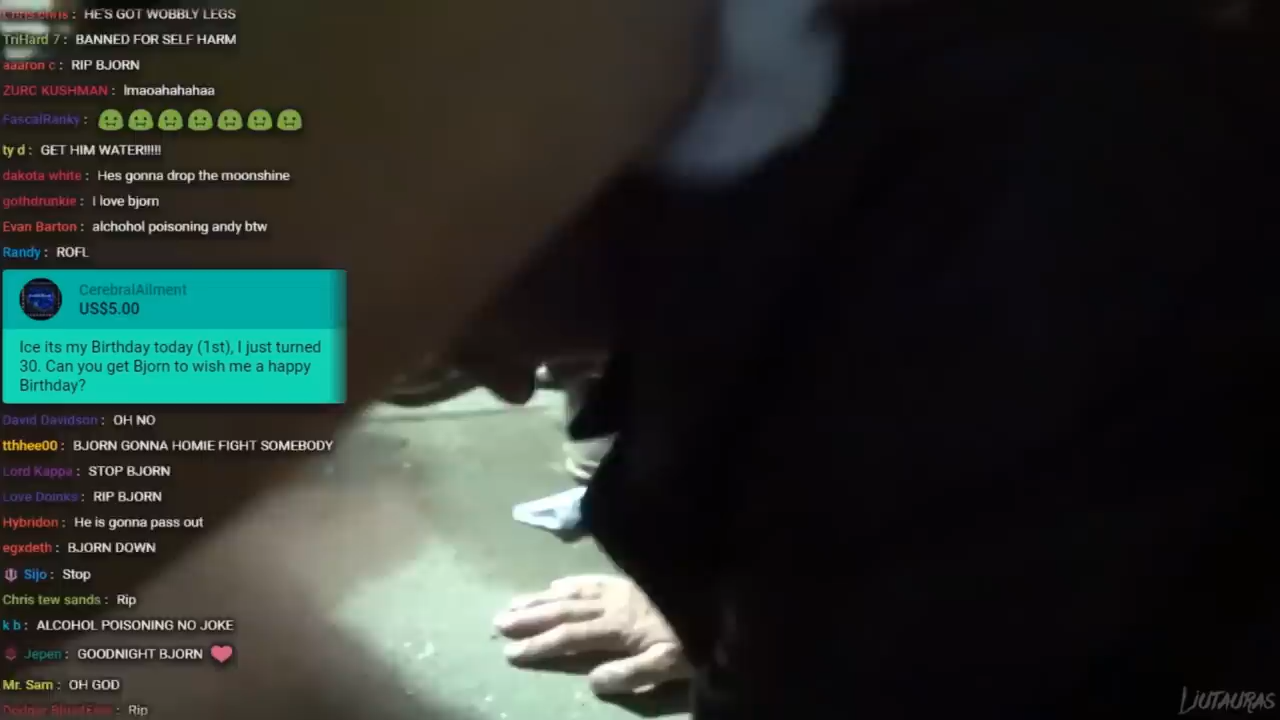 Chris chris : HE'S GOT WOBBLY LEGS
TriHard 7 : BANNED FOR SELF HARM
aaaron c : RIP BJORN
ZURC KUSHMAN : lmaoahahahaa
FascalRanky :
ty d : GET HIM WATER!!!!!
dakota white : Hes gonna drop the moonshine
gothdrunkie : I love bjorn
Evan Barton : alchohol poisoning andy btw
Randy : ROFL
CerebralAilment
US$5.00
Ice its my Birthday today (1st), I just turned
30. Can you get Bjorn to wish me a happy
Birthday?
David Davidson : OH NO
tthhee00 : BJORN GONNA HOMIE FIGHT SOMEBODY
Lord Kappa : STOP BJORN
Love Doinks : RIP BJORN
Hybridon : He is gonna pass out
egxdeth : BJORN DOWN
Sijo : Stop
Chris tew sands : Rip
k b : ALCOHOL POISONING NO JOKE
Jepen : GOODNIGHT BJORN
Mr. Sam : OH GOD
: Rip
LIUTAURAS